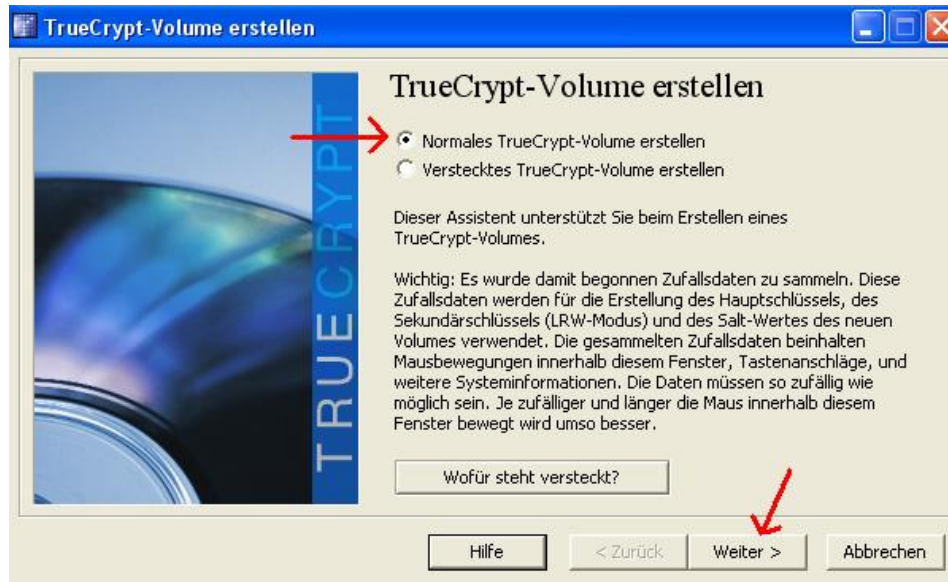 TrueCrypt-Volume erstellen
TrueCrypt-Volume erstellen
Normales TrueCrypt-Volume erstellen
Verstecktes TrueCrypt-Volume erstellen
Dieser Assistent unterstützt Sie beim Erstellen eines
TrueCrypt-Volumes.
Wichtig: Es wurde damit begonnen Zufallsdaten zu sammeln. Diese
Zufallsdaten werden für die Erstellung des Hauptschlüssels, des
Sekundärschlüssels (LRW-Modus) und des Salt-Wertes des neuen
Volumes verwendet. Die gesammelten Zufallsdaten beinhalten
Mausbewegungen innerhalb diesem Fenster, Tastenanschläge, und
weitere Systeminformationen. Die Daten müssen so zufällig wie
möglich sein. Je zufälliger und länger die Maus innerhalb diesem
Fenster bewegt wird umso besser.
Wofür steht versteckt?
TRUECRYPT
Hilfe
< Zurück
Weiter >
Abbrechen